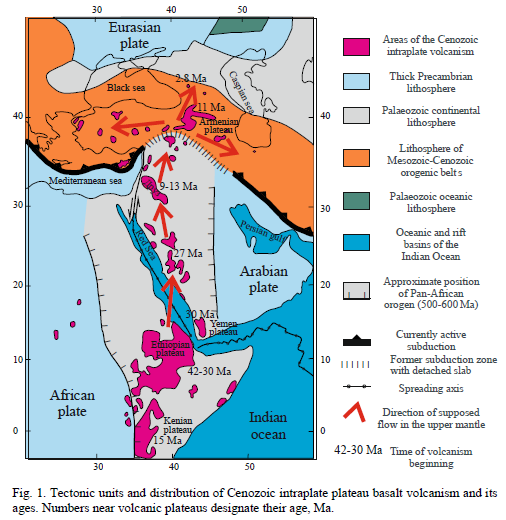 30
40
50
Eurasian
plate
2.8 Ma
Caspian sea
Black sea
11 Ma
Armenian
plateau
40
40
Mediterranean sea
9-13 Ma
30
30
Persian gulf
Red Sea
27 Ma
Arabian
plate
20
20
30 Ma
Yemen
plateau
Ethiopian
plateau
10
10
42-30 Ma
African
plate
Kenian
plateau
Indian
ocean
0
0
15 Ma
30
40
50
Areas of the Cenozoic
intraplate volcanism
Thick Precambrian
lithosphere
Palaeozoic continental
lithosphere
Lithosphere of
Mesozoic-Cenozoic
orogenic belts
Palaeozoic oceanic
lithosphere
Oceanic and rift
basins of the
Indian Ocean
Approximate position
of Pan-African
orogen (500-600 Ma)
Currently active
subduction
Former subduction zone
with detached slab
Spreading axis
Direction of supposed
flow in the upper mantle
42-30 Ma
Time of volcanism
beginning
Fig. 1. Tectonic units and distribution of Cenozoic intraplate plateau basalt volcanism and its
ages. Numbers near volcanic plateaus designate their age, Ma.